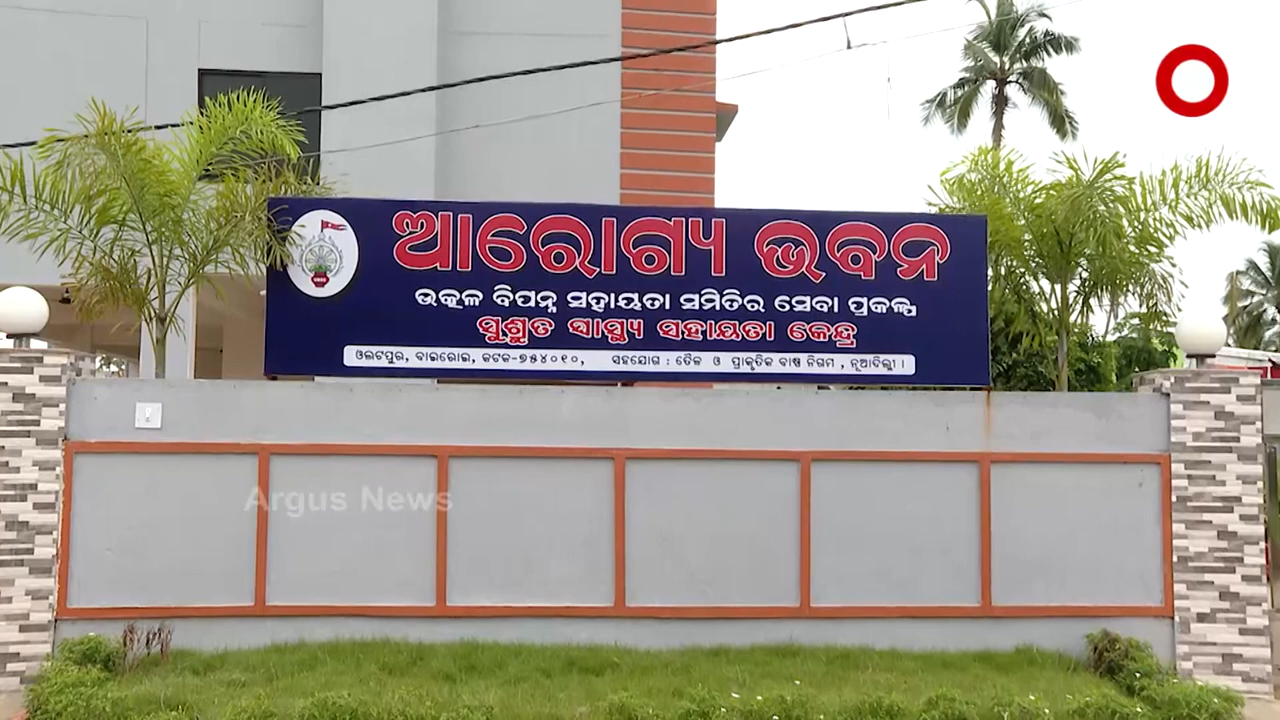 ଆରୋଗ୍ୟ ଭବନ
ଉତ୍କଳ ବିପନ୍ନ ସହାୟତା ସମିତିର ସେବା ପ୍ରକଳ୍ପ
ସୁଶ୍ରୁତ ସ୍ୱାସ୍ଥ୍ୟ ସହାୟତା କେନ୍ଦ୍ର
ଓଲଟପୁର, ବାଇରୋଇ, କଟକ-୭୫୪୦୧୦, ସହଯୋଗ : ତୈଳ ଓ ପ୍ରାକୃତିକ ବାଷ୍ପ ନିଗମ , ନୂଆଦିଲ୍ଲୀ ।
Argus News